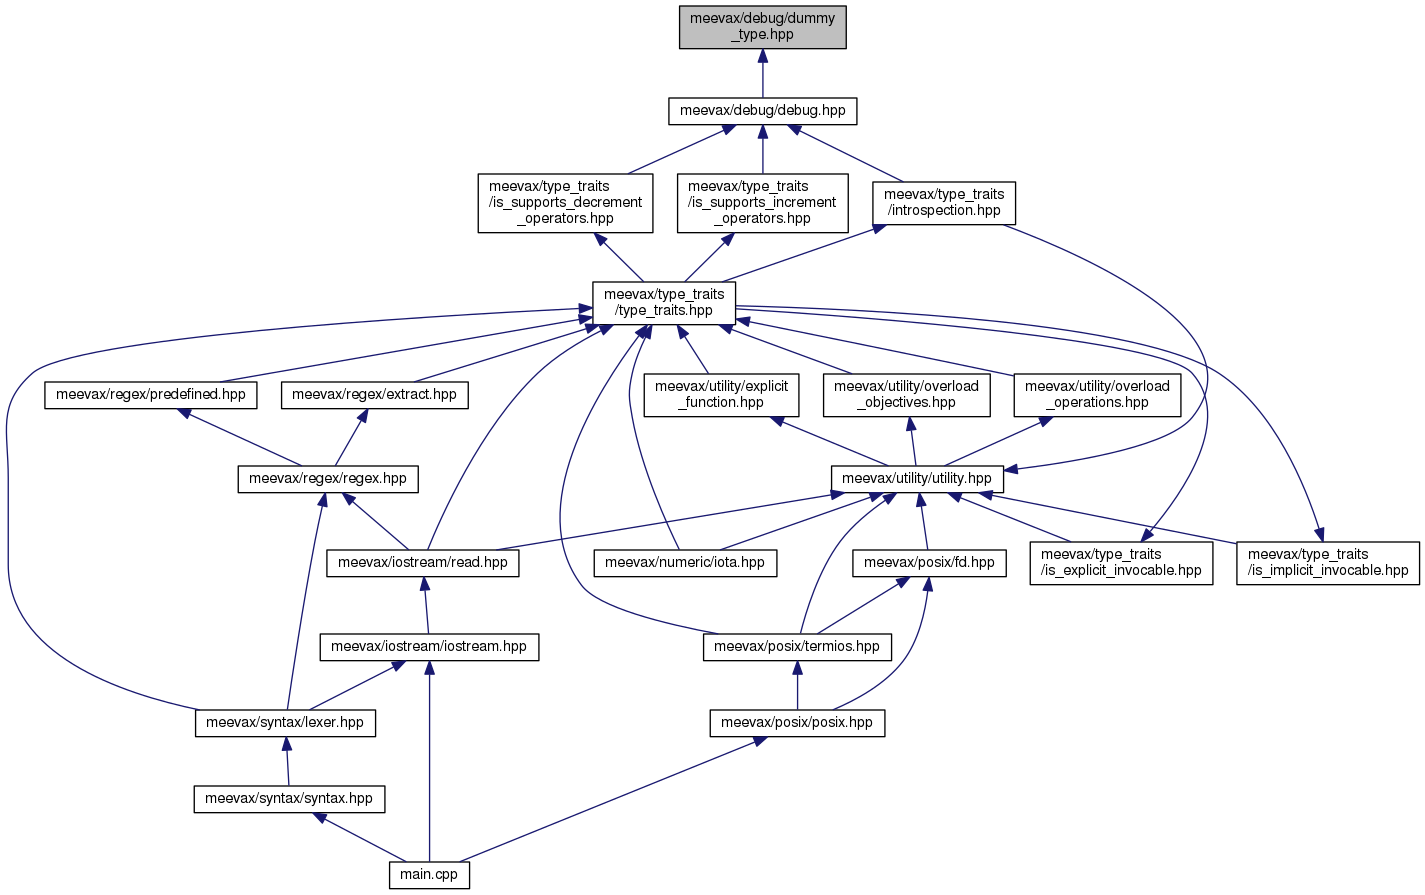 meevax/debug/dummy
_type.hpp
meevax/debug/debug.hpp
meevax/type_traits
/is_supports_decrement
_operators.hpp
meevax/type_traits
/is_supports_increment
_operators.hpp
meevax/type_traits
/introspection.hpp
meevax/type_traits
/type_traits.hpp
meevax/regex/predefined.hpp
meevax/regex/extract.hpp
meevax/utility/explicit
_function.hpp
meevax/utility/overload
_objectives.hpp
meevax/utility/overload
_operations.hpp
meevax/regex/regex.hpp
meevax/utility/utility.hpp
meevax/iostream/read.hpp
meevax/numeric/iota.hpp
meevax/posix/fd.hpp
meevax/type_traits
/is_explicit_invocable.hpp
meevax/type_traits
/is_implicit_invocable.hpp
meevax/iostream/iostream.hpp
meevax/posix/termios.hpp
meevax/syntax/lexer.hpp
meevax/posix/posix.hpp
meevax/syntax/syntax.hpp
main.cpp